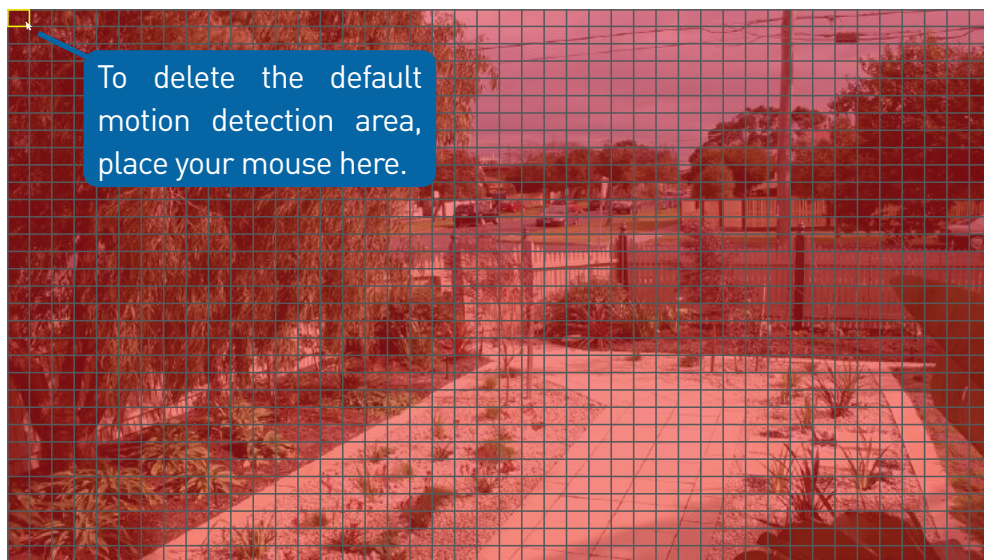 To delete the default
motion detection area,
place your mouse here.